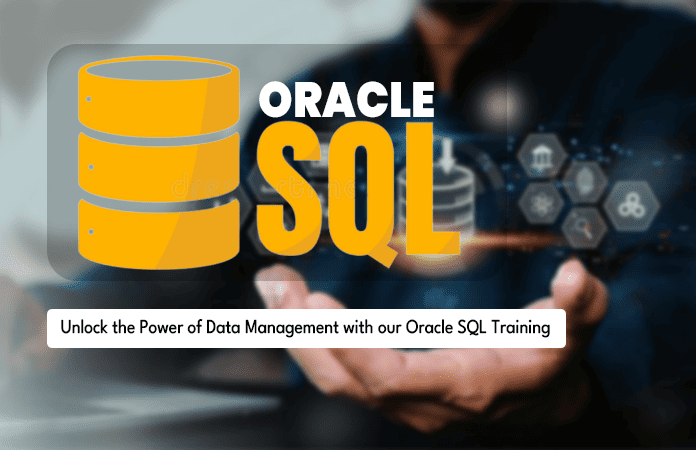 ORACLE
SQL
Unlock the Power of Data Management with our Oracle SQL Training